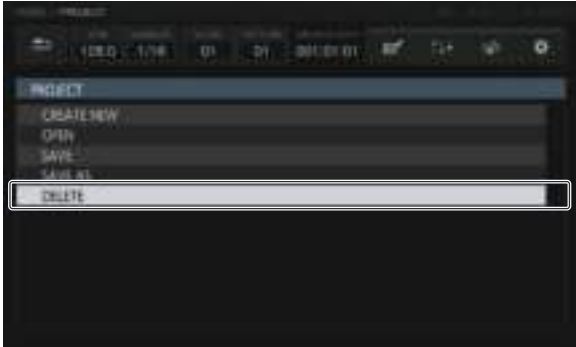 PROJECT
128.0 1/16 01 01 001:01:01
PROJECT
CREATE NEW
OPEN
SAVE
SAVE AS
DELETE